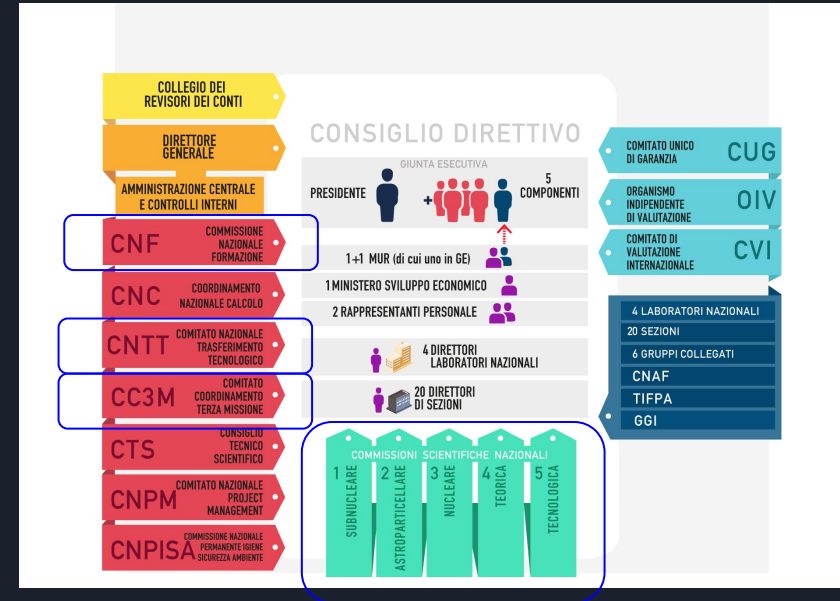 COLLEGIO DEI
REVISORI DEI CONTI
DIRETTORE
GENERALE
AMMINISTRAZIONE CENTRALE
E CONTROLLI INTERNI
CNF
COMMISSIONE
NAZIONALE
FORMAZIONE
CNC
COORDINAMENTO
NAZIONALE CALCOLO
CNTT
COMITATO NAZIONALE
TRASFERIMENTO
TECNOLOGICO
CC3M
COMITATO
COORDINAMENTO
TERZA MISSIONE
CTS
CONSIGLIO
TECNICO
SCIENTIFICO
CNPM
COMITATO NAZIONALE
PROJECT
MANAGEMENT
CNPISA
COMMISSIONE NAZIONALE
PERMANENTE IGIENE
SICUREZZA AMBIENTE
CONSIGLIO DIRETTIVO
GIUNTA ESECUTIVA
PRESIDENTE
+
5
COMPONENTI
1+1 MUR (di cui uno in GE)
1 MINISTERO SVILUPPO ECONOMICO
2 RAPPRESENTANTI PERSONALE
4 DIRETTORI
LABORATORI NAZIONALI
20 DIRETTORI
DI SEZIONI
COMMISSIONI SCIENTIFICHE NAZIONALI
1 SUBNUCLEARE
2 ASTROPARTICELLARE
3 NUCLEARE
4 TEORICA
5 TECNOLOGICA
COMITATO UNICO
DI GARANZIA
CUG
ORGANISMO
INDIPENDENTE
DI VALUTAZIONE
OIV
COMITATO DI
VALUTAZIONE
INTERNAZIONALE
CVI
4 LABORATORI NAZIONALI
20 SEZIONI
6 GRUPPI COLLEGATI
CNAF
TIFPA
GGI